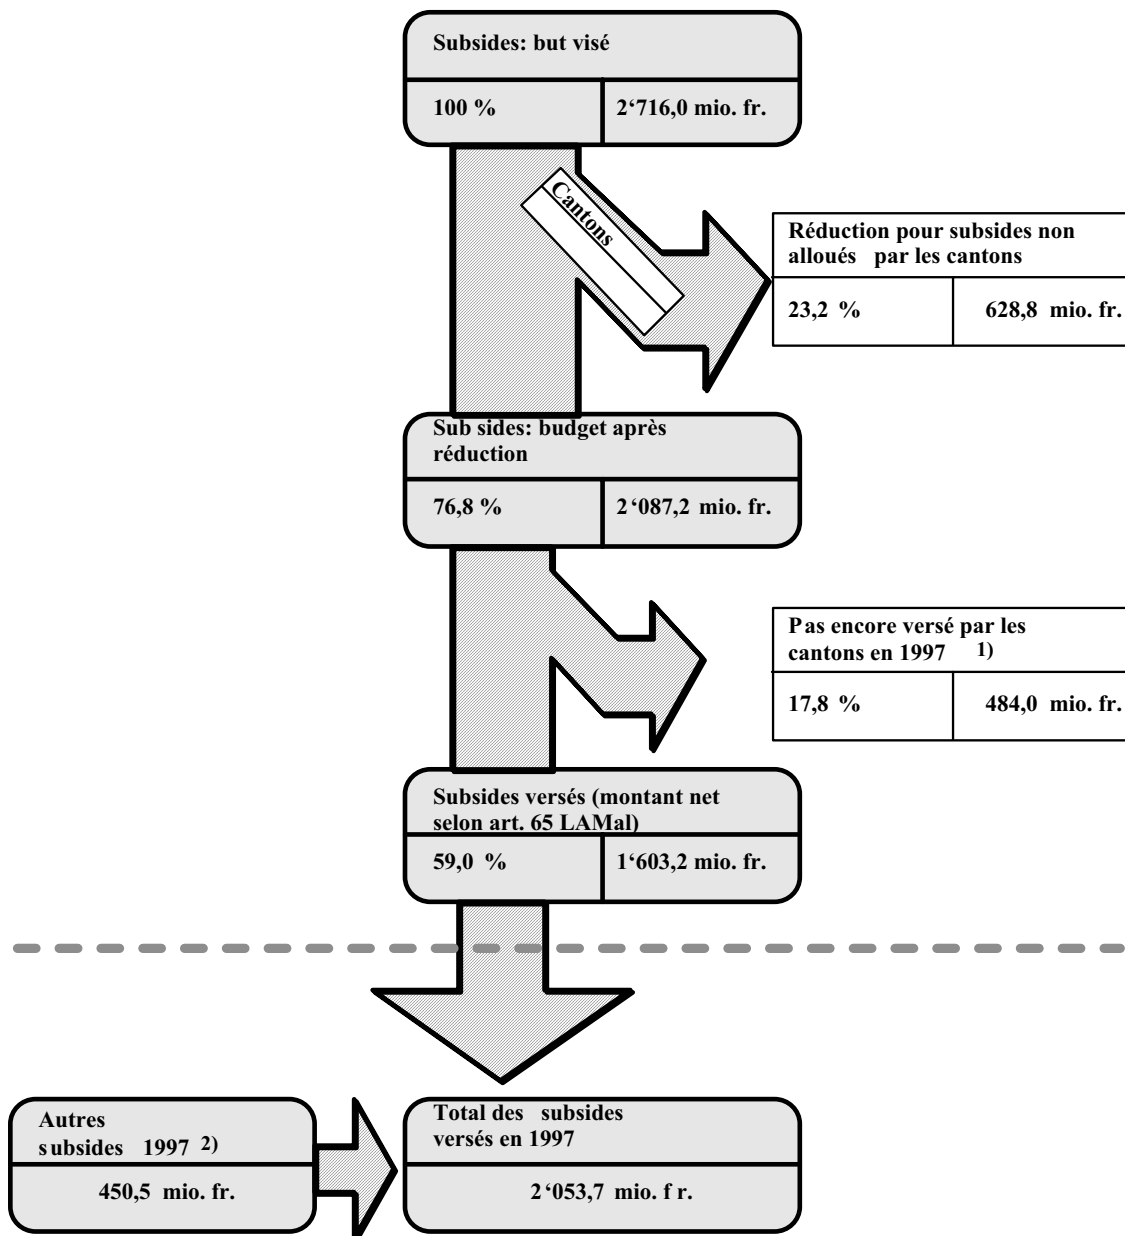 Subsides: but visé
100 % 2‘716,0 mio. fr.
Cantons
Réduction pour subsides non
alloués par les cantons
23,2 % 628,8 mio. fr.
Sub sides: budget après
réduction
76,8 % 2‘087,2 mio. fr.
Pas encore versé par les
cantons en 1997 1)
17,8 % 484,0 mio. fr.
Subsides versés (montant net
selon art. 65 LAMal)
59,0 % 1‘603,2 mio. fr.
Autres
subsides 1997 2)
450,5 mio. fr.
Total des subsides
versés en 1997
2‘053,7 mio. f r.